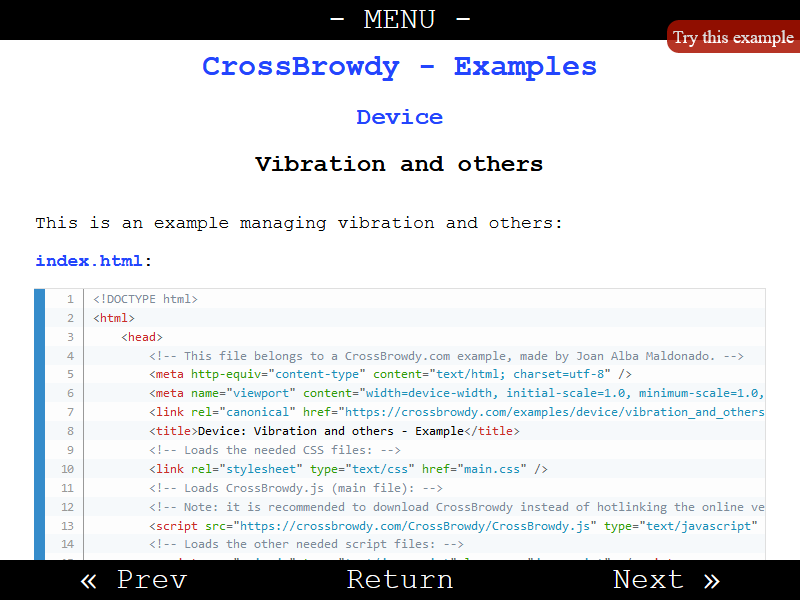 - MENU -
Try this example
CrossBrowdy - Examples
Device
Vibration and others
This is an example managing vibration and others:
index.html:
1 <!DOCTYPE html>
2 <html>
3 <head>
4 <!-- This file belongs to a CrossBrowdy.com example, made by Joan Alba Maldonado. -->
5 <meta http-equiv="content-type" content="text/html; charset=utf-8" />
6 <meta name="viewport" content="width=device-width, initial-scale=1.0, minimum-scale=1.0,
7 <link rel="canonical" href="https://crossbrowdy.com/examples/device/vibration_and_others
8 <title>Device: Vibration and others - Example</title>
9 <!-- Loads the needed CSS files: -->
10 <link rel="stylesheet" type="text/css" href="main.css" />
11 <!-- Loads CrossBrowdy.js (main file): -->
12 <!-- Note: it is recommended to download CrossBrowdy instead of hotlinking the online ve
13 <script src="https://crossbrowdy.com/CrossBrowdy/CrossBrowdy.js" type="text/javascript"
14 <!-- Loads the other needed script files: -->
« Prev
Return
Next »